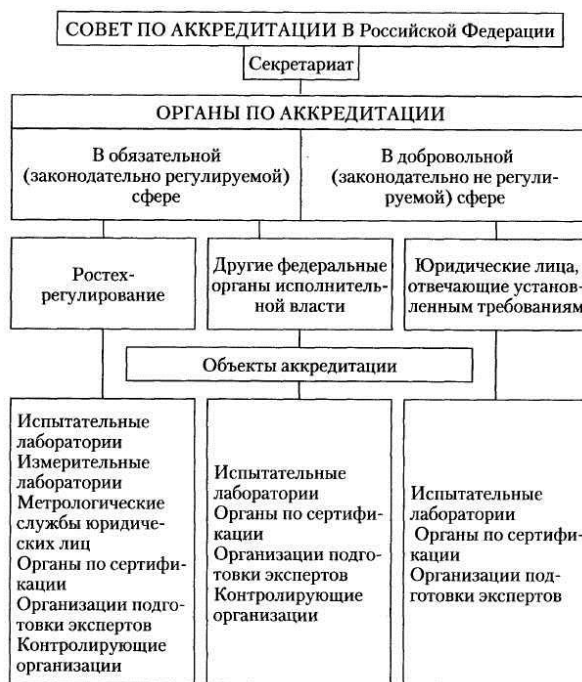 СОВЕТ ПО АККРЕДИТАЦИИ В Российской Федерации
Секретариат
ОРГАНЫ ПО АККРЕДИТАЦИИ
В обязательной
(законодательно регулируемой)
сфере
В добровольной
(законодательно не регули-
руемой) сфере
Ростех-
регулирование
Другие федеральные
органы исполнитель-
ной власти
Юридические лица,
отвечающие установ-
ленным требованиям
Объекты аккредитации
Испытательные
лаборатории
Измерительные
лаборатории
Метрологические
службы юридиче-
ских лиц
Органы по сертифи-
кации
Организации подго-
товки экспертов
Контролирующие
организации
Испытательные
лаборатории
Органы по сертифи-
кации
Организации подго-
товки экспертов
Контролирующие
организации
Испытательные
лаборатории
Органы по сертифи-
кации
Организации под-
готовки экспертов